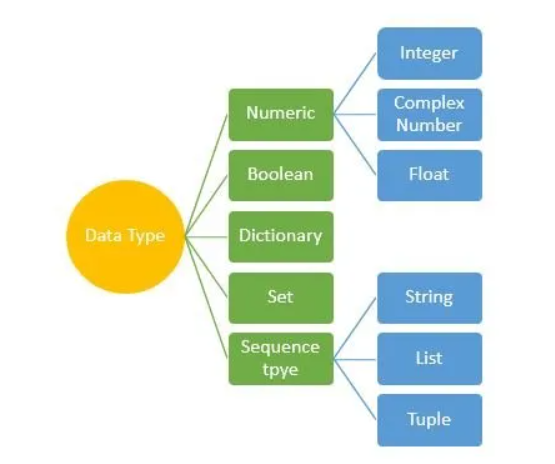 Data Type
Numeric
Integer
Complex
Number
Float
Boolean
Dictionary
Set
Sequence
tpye
String
List
Tuple